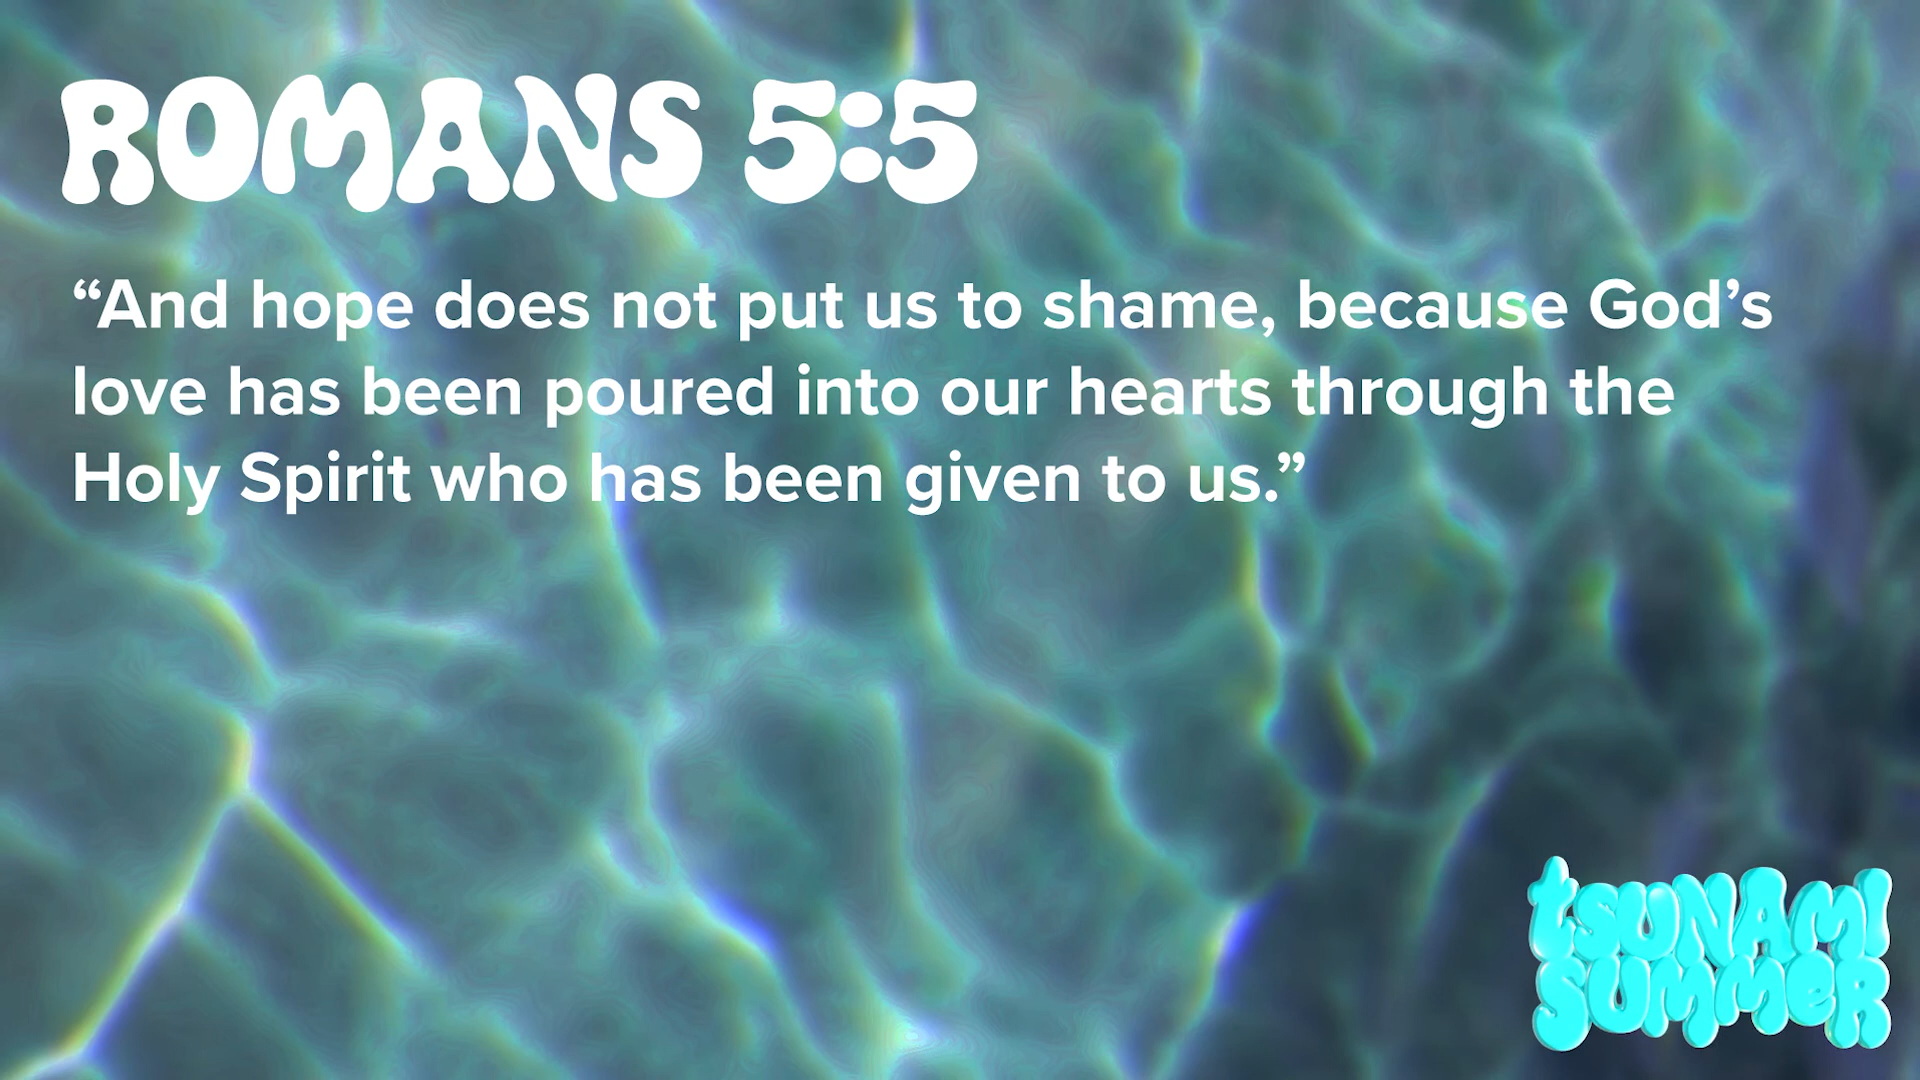 ROMANS 5:5
“And hope does not put us to shame, because God’s
love has been poured into our hearts through the
Holy Spirit who has been given to us.”
tSUNAMI
SUMMeR